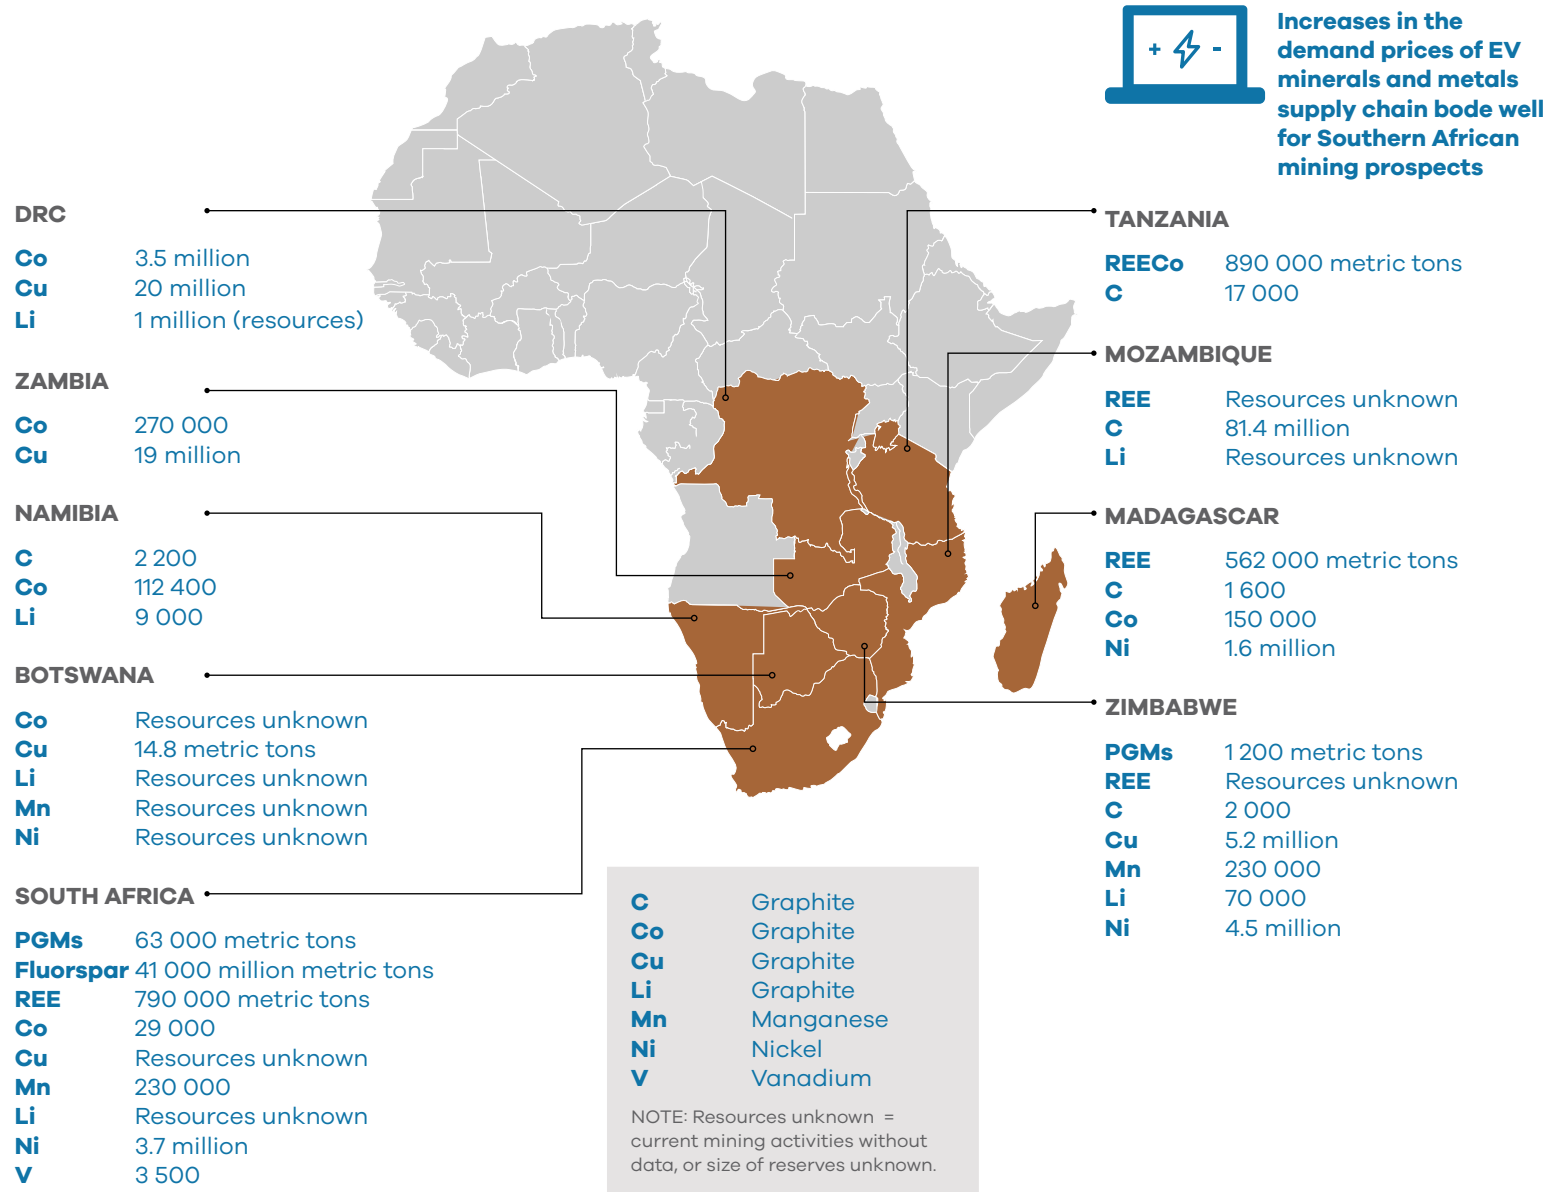 + -
Increases in the
demand prices of EV
minerals and metals
supply chain bode well
for Southern African
mining prospects
DRC
Co 3.5 million
Cu 20 million
Li 1 million (resources)
ZAMBIA
Co 270 000
Cu 19 million
NAMIBIA
C 2 200
Co 112 400
Li 9 000
BOTSWANA
Co Resources unknown
Cu 14.8 metric tons
Li Resources unknown
Mn Resources unknown
Ni Resources unknown
SOUTH AFRICA
PGMs 63 000 metric tons
Fluorspar 41 000 million metric tons
REE 790 000 metric tons
Co 29 000
Cu Resources unknown
Mn 230 000
Li Resources unknown
Ni 3.7 million
V 3 500
TANZANIA
REECo 890 000 metric tons
C 17 000
MOZAMBIQUE
REE Resources unknown
C 81.4 million
Li Resources unknown
MADAGASCAR
REE 562 000 metric tons
C 1 600
Co 150 000
Ni 1.6 million
ZIMBABWE
PGMs 1 200 metric tons
REE Resources unknown
C 2 000
Cu 5.2 million
Mn 230 000
Li 70 000
Ni 4.5 million
C Graphite
Co Graphite
Cu Graphite
Li Graphite
Mn Manganese
Ni Nickel
V Vanadium
NOTE: Resources unknown =
current mining activities without
data, or size of reserves unknown.